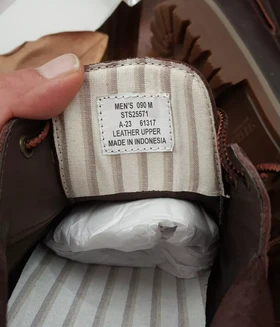 MEN'S 090 M
STS25571
A-23 61317
LEATHER UPPER
MADE IN INDONESIA